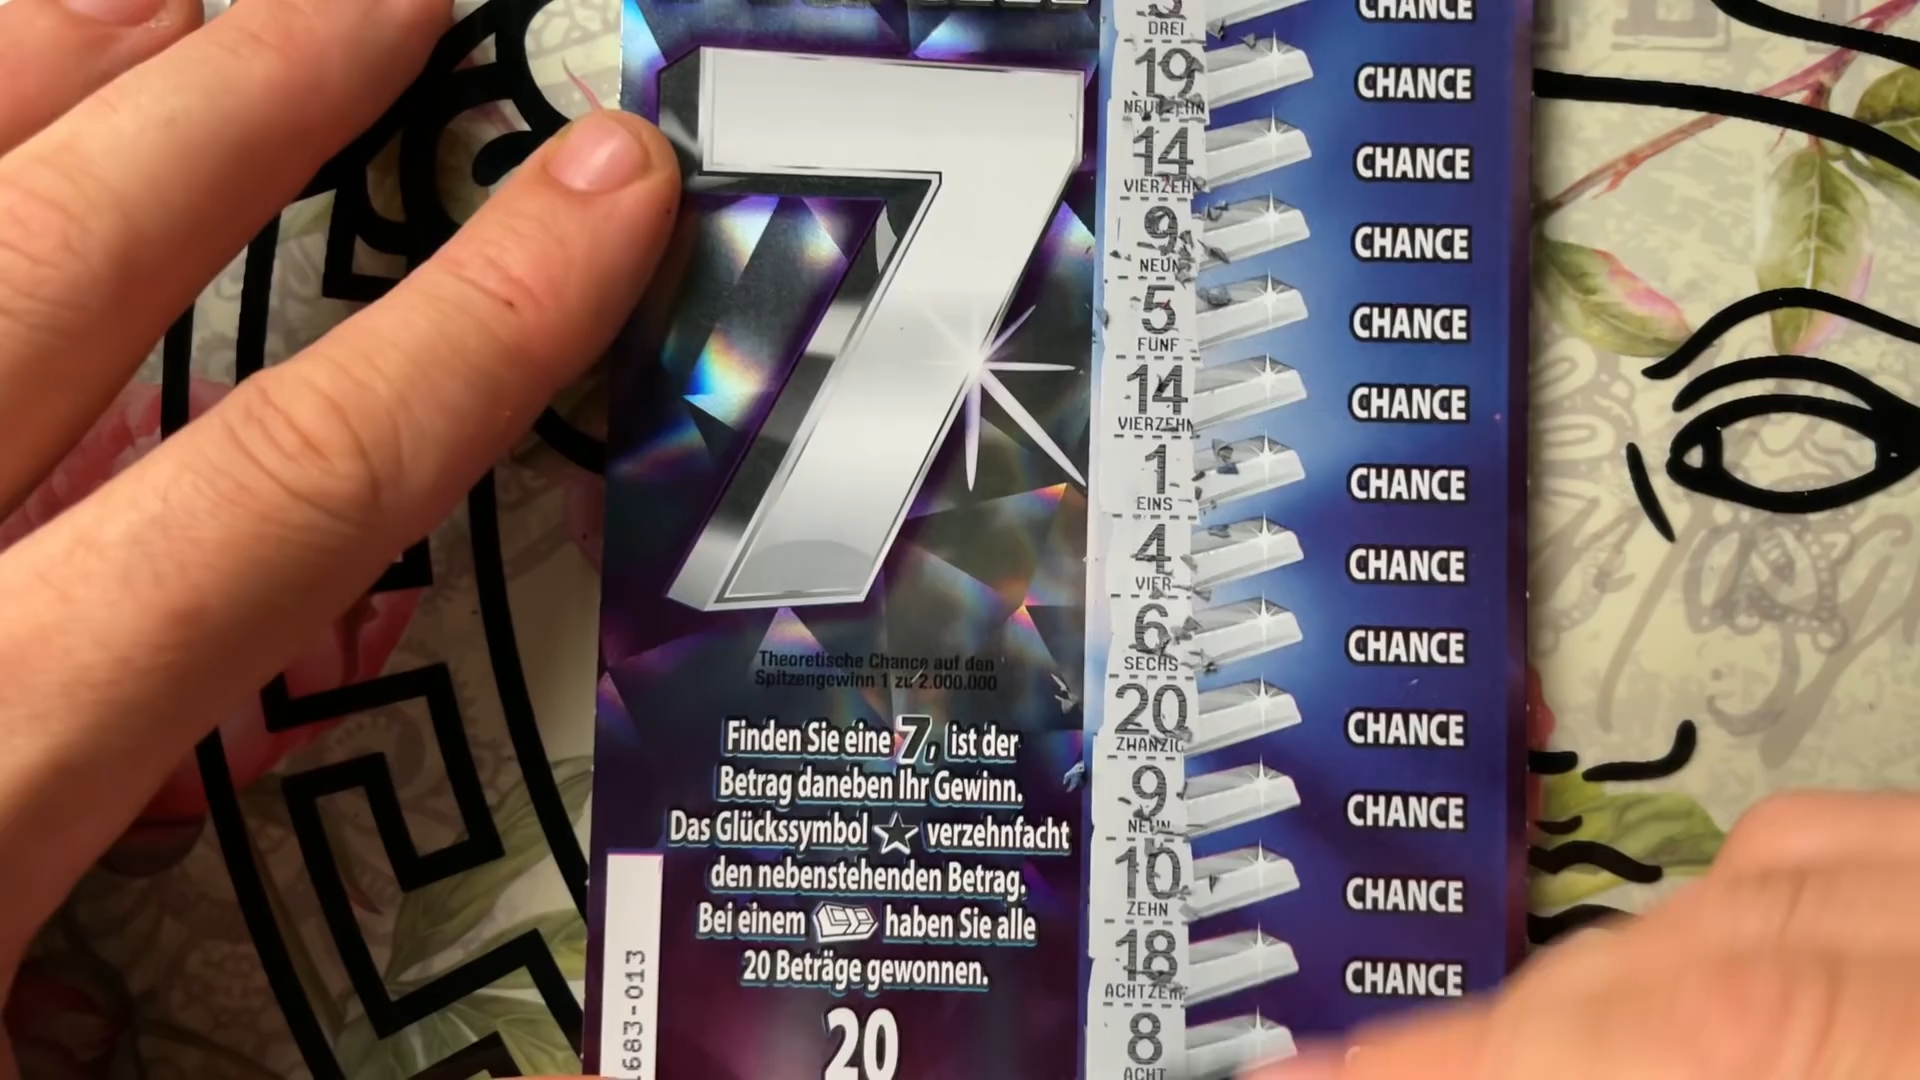 DREI
CHANCE
19
NEUNZEHN
CHANCE
14
VIERZEHN
CHANCE
9
NEUN
CHANCE
5
FÜNF
CHANCE
14
VIERZEHN
CHANCE
1
EINS
CHANCE
4
VIER
CHANCE
6
SECHS
CHANCE
20
ZWANZIG
CHANCE
9
NEUN
CHANCE
10
ZEHN
CHANCE
18
ACHTZEHN
CHANCE
8
ACHT
7
Theoretische Chance auf den
Spitzengewinn 1 zu 2.000.000
Finden Sie eine 7, ist der
Betrag daneben Ihr Gewinn.
Das Glückssymbol verzehnfacht
den nebenstehenden Betrag.
Bei einem haben Sie alle
20 Beträge gewonnen.
20
1683-013